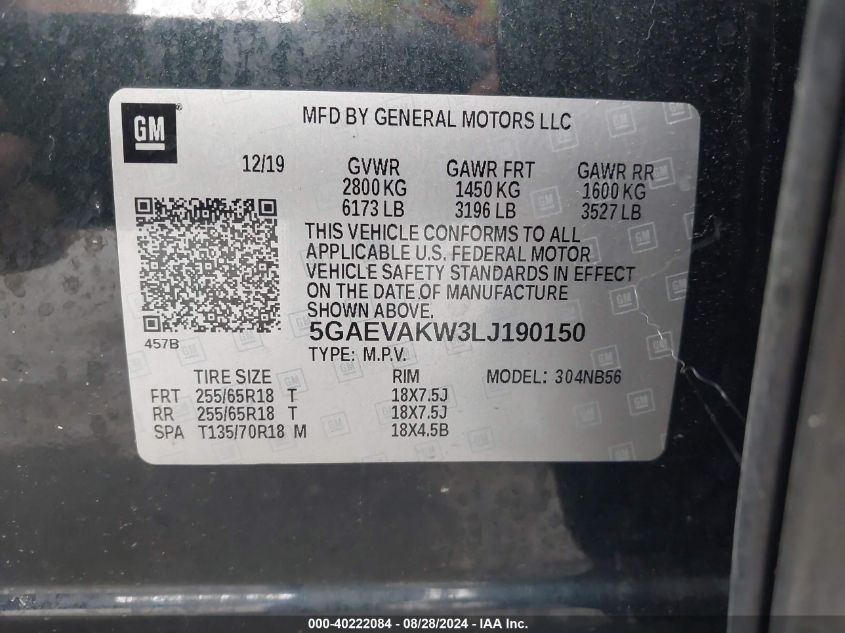 GM
MFD BY GENERAL MOTORS LLC
12/19 GVWR GAWR FRT GAWR RR
2800 KG 1450 KG 1600 KG
6173 LB 3196 LB 3527 LB
THIS VEHICLE CONFORMS TO ALL
APPLICABLE U.S. FEDERAL MOTOR
VEHICLE SAFETY STANDARDS IN EFFECT
ON THE DATE OF MANUFACTURE
SHOWN ABOVE.
457B
5GAEVAKW3LJ190150
TYPE: M.P.V.
TIRE SIZE RIM MODEL: 304NB56
FRT 255/65R18 T 18X7.5J
RR 255/65R18 T 18X7.5J
SPA T135/70R18 M 18X4.5B
000-40222084 - 08/28/2024 - © IAA, Inc.